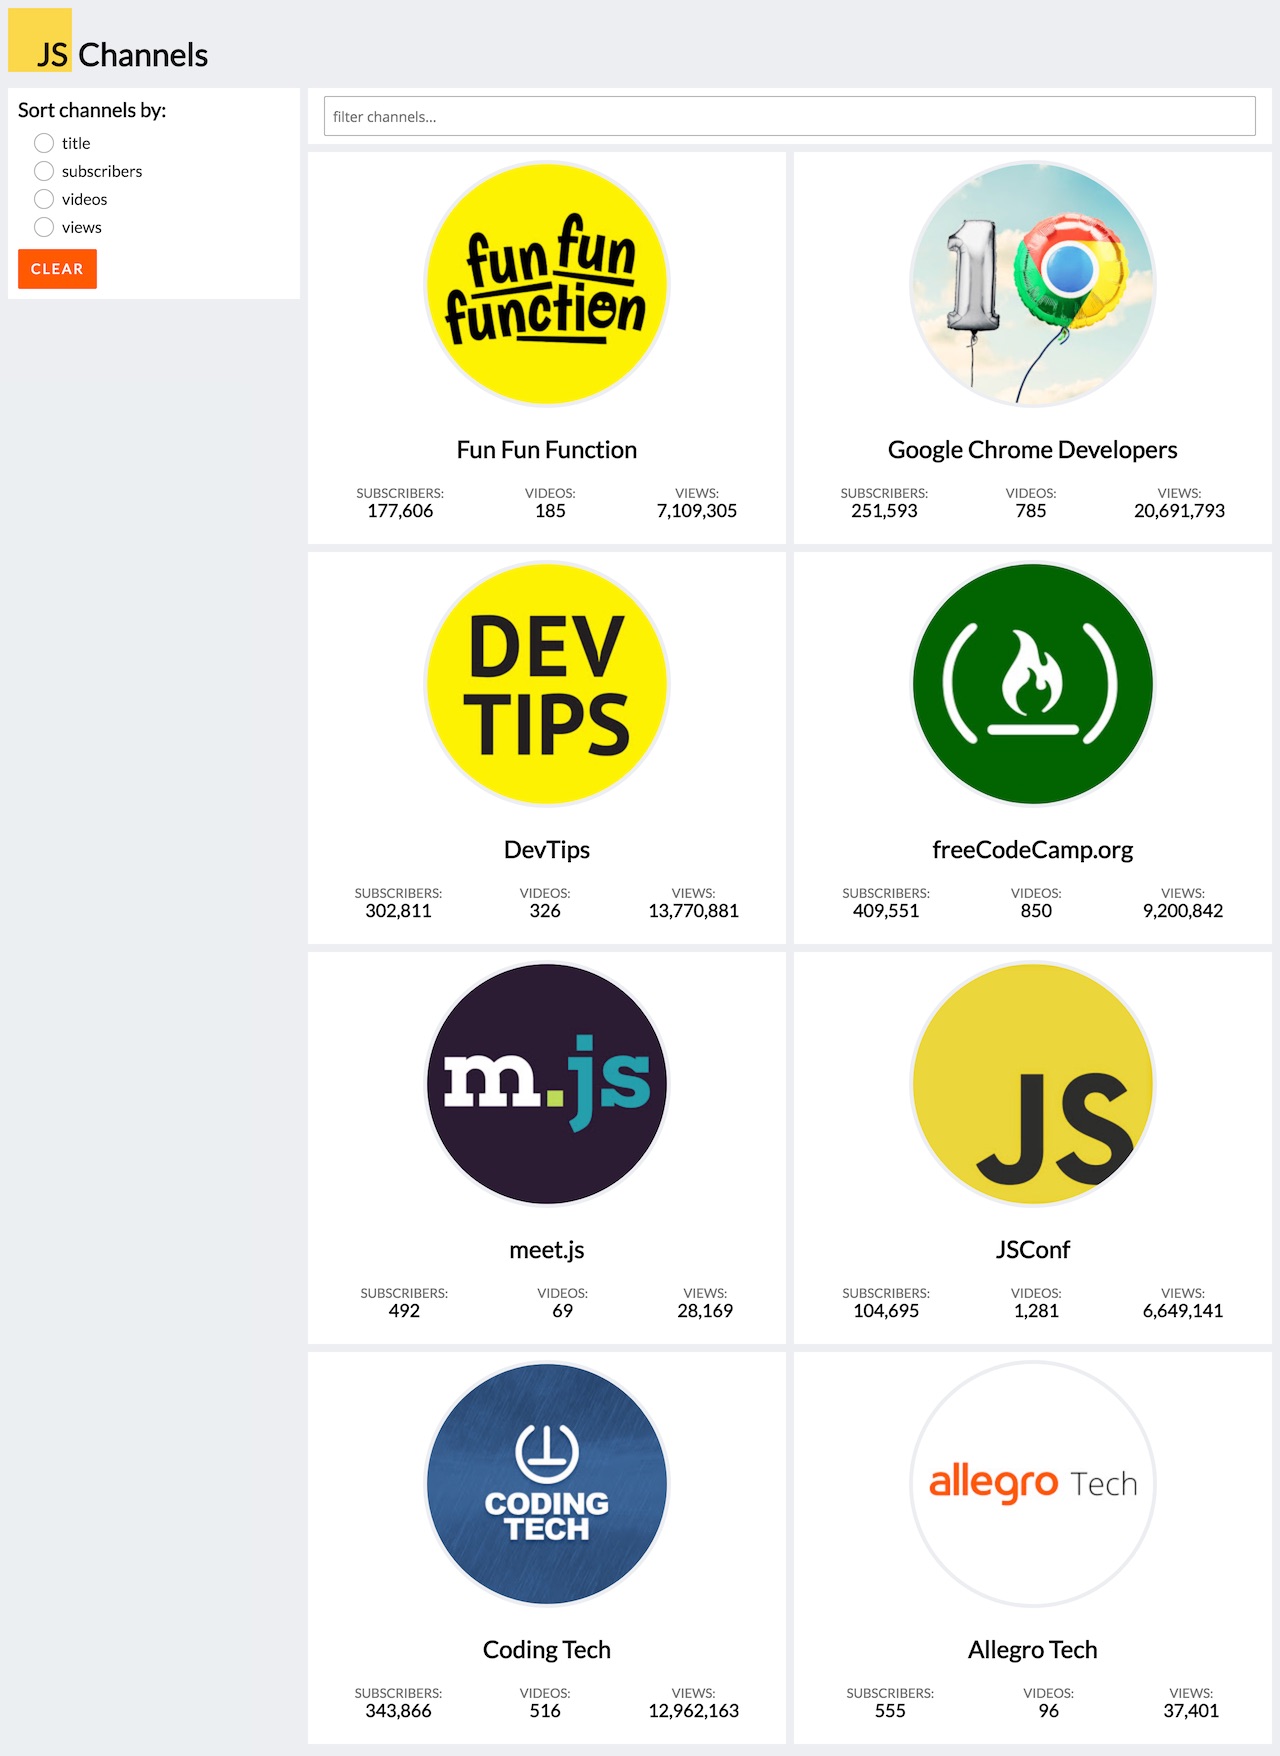 JS Channels
Sort channels by:
title
subscribers
videos
views
CLEAR
filter channels...
fun fun
function
Fun Fun Function
SUBSCRIBERS: VIDEOS: VIEWS:
177,606 185 7,109,305
10
Google Chrome Developers
SUBSCRIBERS: VIDEOS: VIEWS:
251,593 785 20,691,793
DEV
TIPS
DevTips
SUBSCRIBERS: VIDEOS: VIEWS:
302,811 326 13,770,881
freeCodeCamp.org
SUBSCRIBERS: VIDEOS: VIEWS:
409,551 850 9,200,842
m.js
meet.js
SUBSCRIBERS: VIDEOS: VIEWS:
492 69 28,169
JS
JSConf
SUBSCRIBERS: VIDEOS: VIEWS:
104,695 1,281 6,649,141
CODING
TECH
Coding Tech
SUBSCRIBERS: VIDEOS: VIEWS:
343,866 516 12,962,163
allegro Tech
Allegro Tech
SUBSCRIBERS: VIDEOS: VIEWS:
555 96 37,401